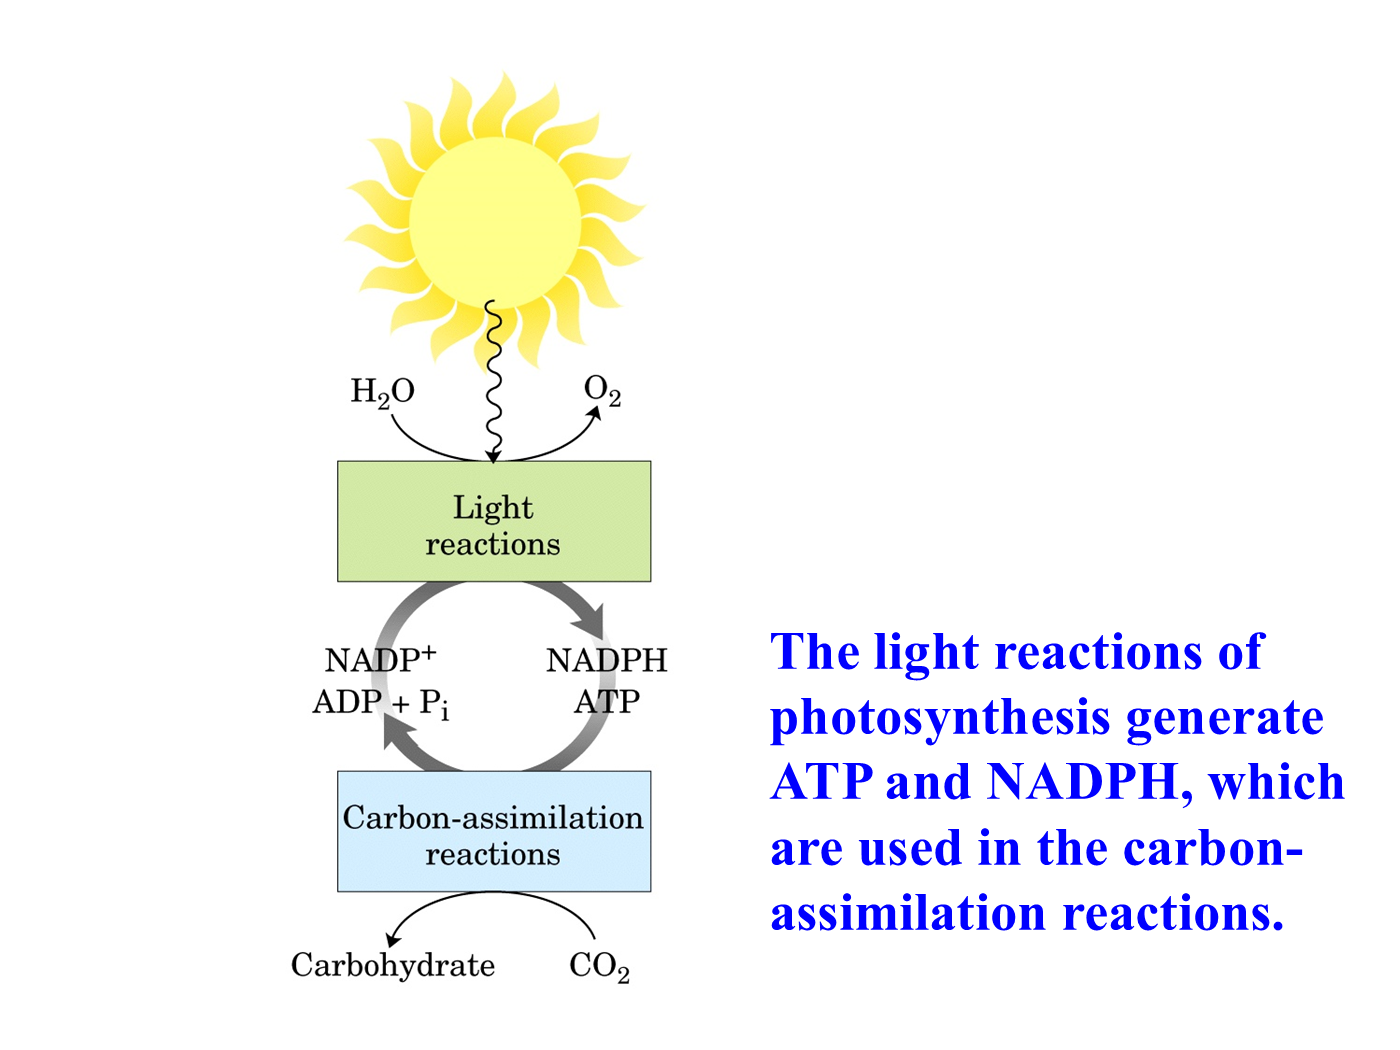 H₂O
O₂
Light
reactions
NADP⁺
ADP + Pᵢ
NADPH
ATP
Carbon-assimilation
reactions
Carbohydrate
CO₂
The light reactions of
photosynthesis generate
ATP and NADPH, which
are used in the carbon-
assimilation reactions.